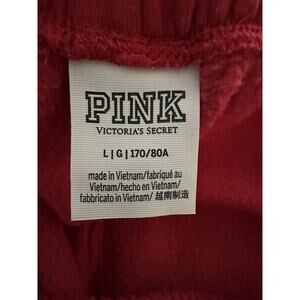 PINK
VICTORIA'S SECRET
L | G | 170/80A
made in Vietnam/fabriqué au
Vietnam/hecho en Vietnam/
fabbricato in Vietnam/ 越南制造